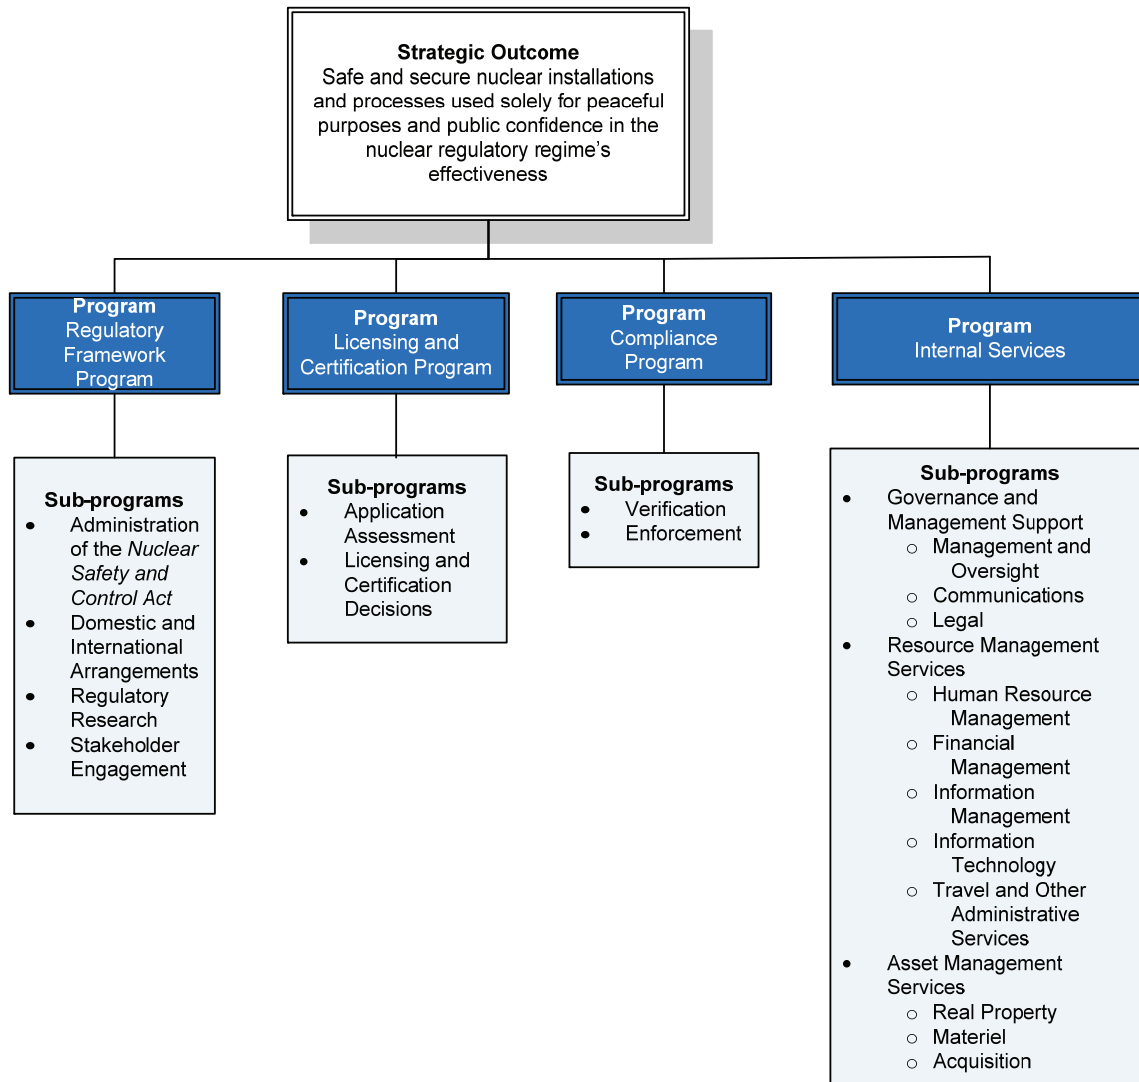 Strategic Outcome
Safe and secure nuclear installations
and processes used solely for peaceful
purposes and public confidence in the
nuclear regulatory regime’s
effectiveness
Program
Regulatory
Framework
Program
Program
Licensing and
Certification Program
Program
Compliance
Program
Program
Internal Services
Sub-programs
• Administration
of the Nuclear
Safety and
Control Act
• Domestic and
International
Arrangements
• Regulatory
Research
• Stakeholder
Engagement
Sub-programs
• Application
Assessment
• Licensing and
Certification
Decisions
Sub-programs
• Verification
• Enforcement
Sub-programs
• Governance and
Management Support
o Management and
Oversight
o Communications
o Legal
• Resource Management
Services
o Human Resource
Management
o Financial
Management
o Information
Management
o Information
Technology
o Travel and Other
Administrative
Services
• Asset Management
Services
o Real Property
o Materiel
o Acquisition